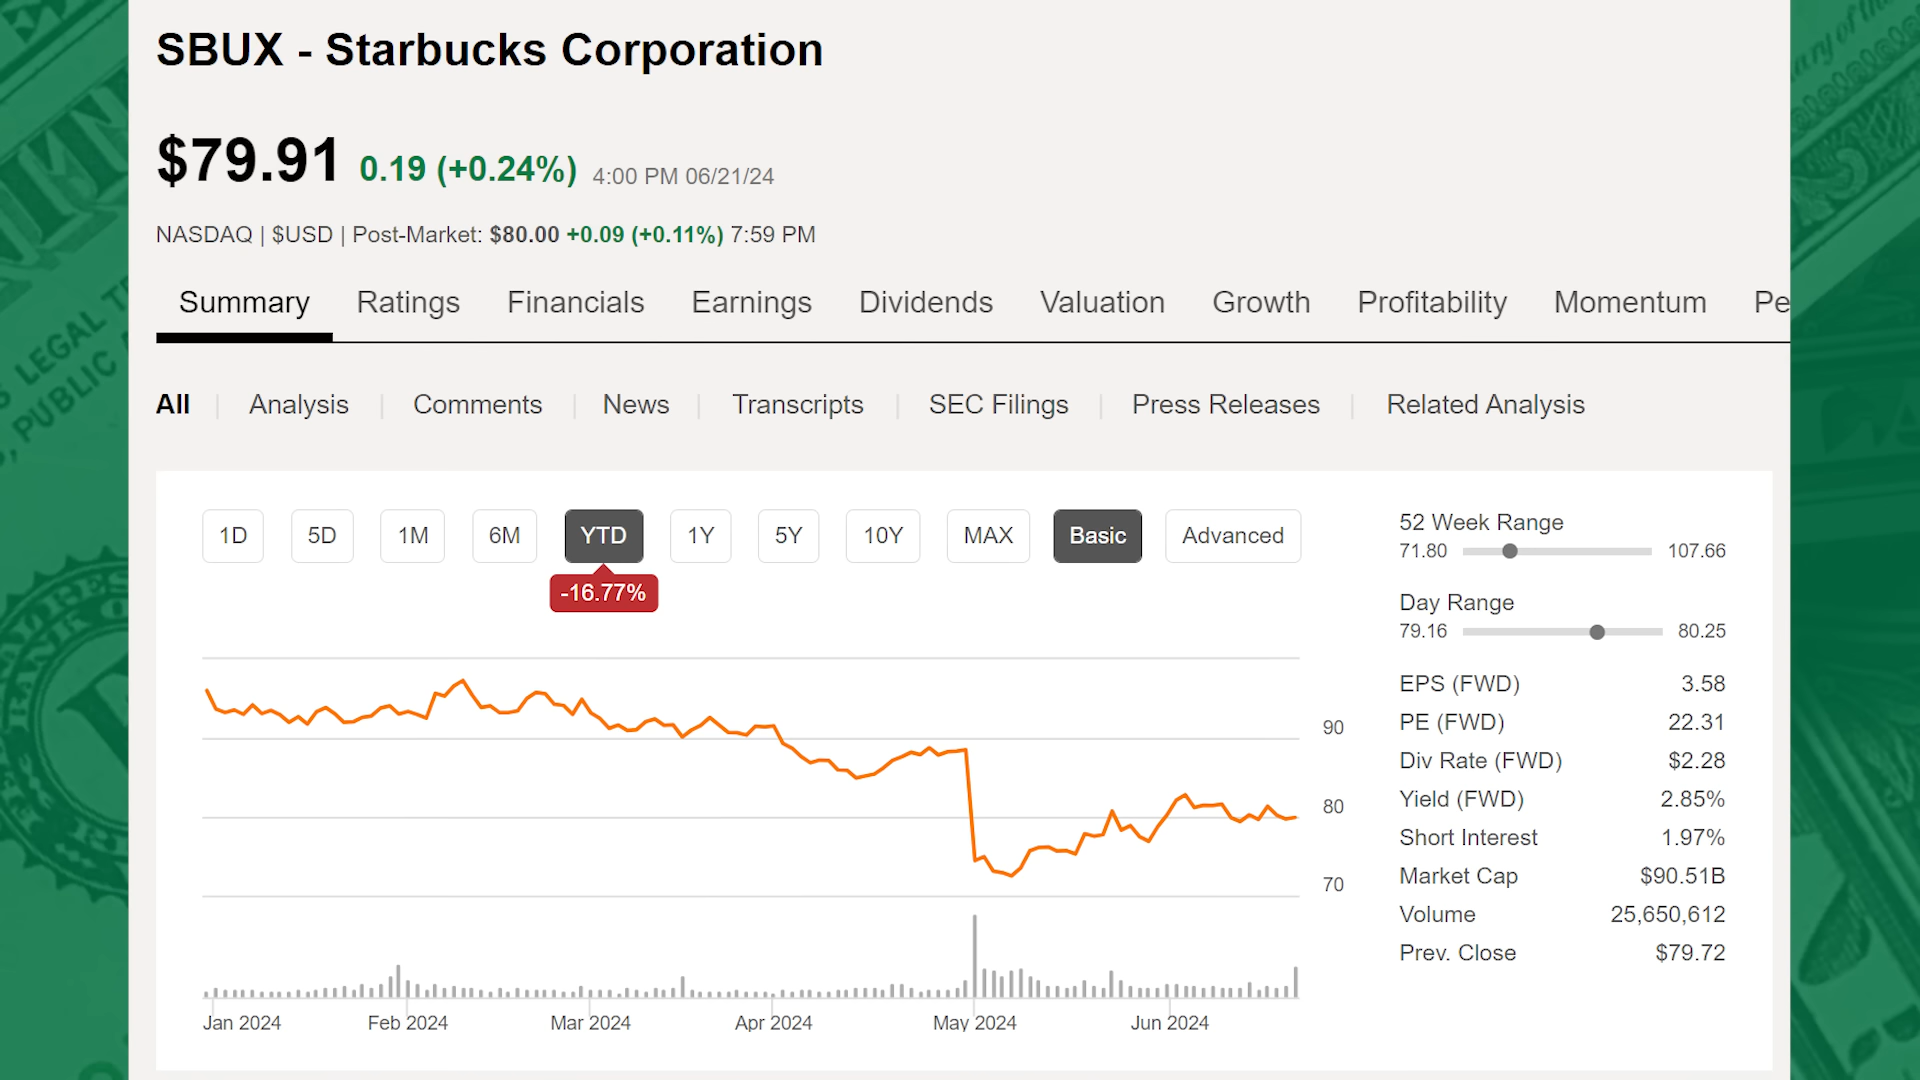 SBUX - Starbucks Corporation
$79.91 0.19 (+0.24%) 4:00 PM 06/21/24
NASDAQ | $USD | Post-Market: $80.00 +0.09 (+0.11%) 7:59 PM
Summary Ratings Financials Earnings Dividends Valuation Growth Profitability Momentum Pe
All | Analysis | Comments | News | Transcripts | SEC Filings | Press Releases | Related Analysis
1D 5D 1M 6M YTD 1Y 5Y 10Y MAX Basic Advanced
-16.77%
90
80
70
Jan 2024 Feb 2024 Mar 2024 Apr 2024 May 2024 Jun 2024
52 Week Range
71.80 107.66
Day Range
79.16 80.25
EPS (FWD) 3.58
PE (FWD) 22.31
Div Rate (FWD) $2.28
Yield (FWD) 2.85%
Short Interest 1.97%
Market Cap $90.51B
Volume 25,650,612
Prev. Close $79.72
LEGAL
PUBLIC